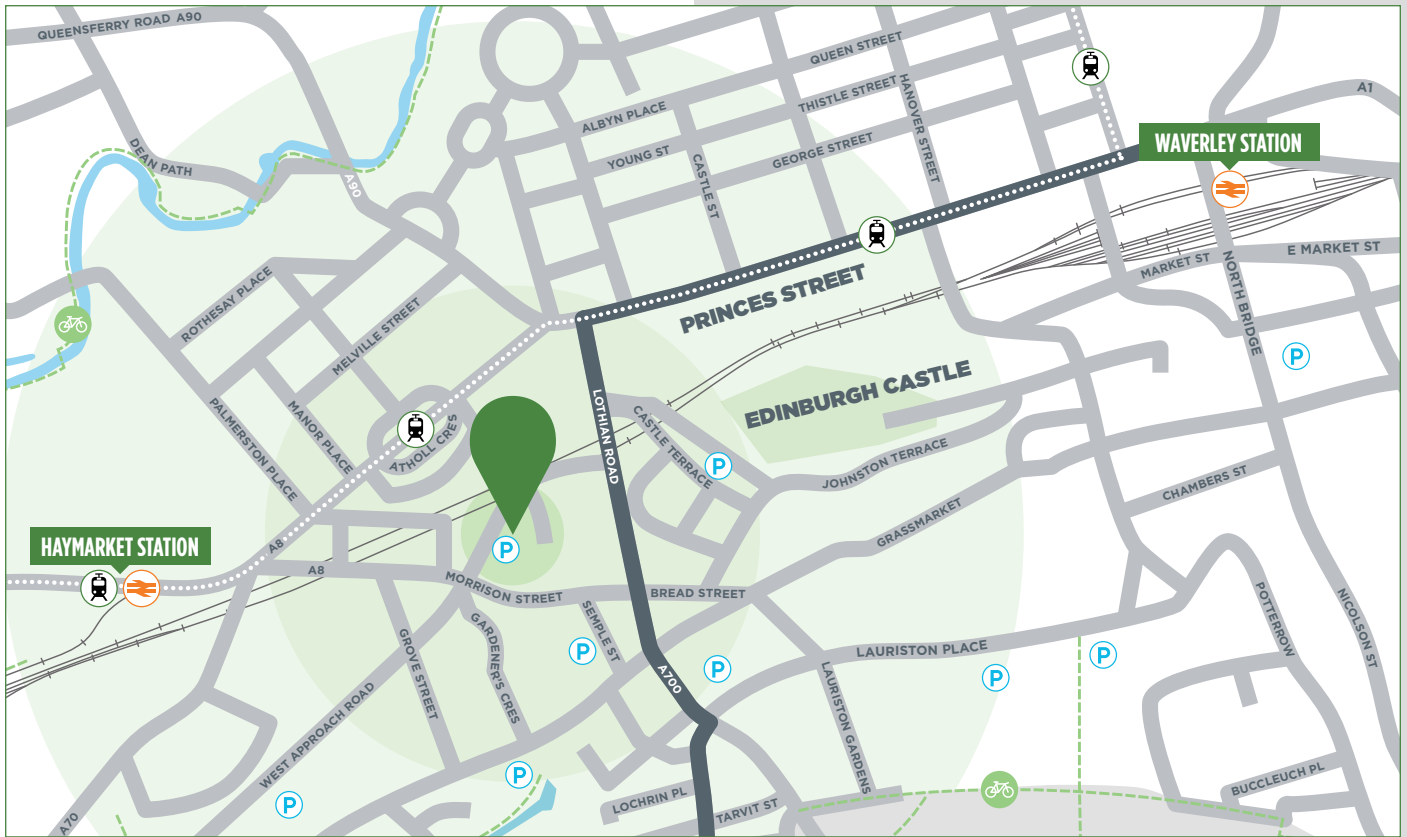 QUEENSFERRY ROAD A90
QUEEN STREET
THISTLE STREET
HANOVER STREET
A1
ALBYN PLACE
WAVERLEY STATION
YOUNG ST
GEORGE STREET
CASTLE ST
DEAN PATH
A90
E MARKET ST
MARKET ST
NORTH BRIDGE
ROTHESAY PLACE
PRINCES STREET
MELVILLE STREET
P
EDINBURGH CASTLE
PALMERSTON PLACE
MANOR PLACE
ATHOLL CRES
LOTHIAN ROAD
CASTLE TERRACE
P
JOHNSTON TERRACE
CHAMBERS ST
GRASSMARKET
HAYMARKET STATION
A8
P
A8
MORRISON STREET
BREAD STREET
SEMPLE ST
GARDENER'S CRES
GROVE STREET
POTTERROW
NICOLSON ST
P
LAURISTON PLACE
P
P
A700
P
LAURISTON GARDENS
WEST APPROACH ROAD
P
P
LOCHRIN PL
TARVIT ST
BUCCLEUCH PL
A70